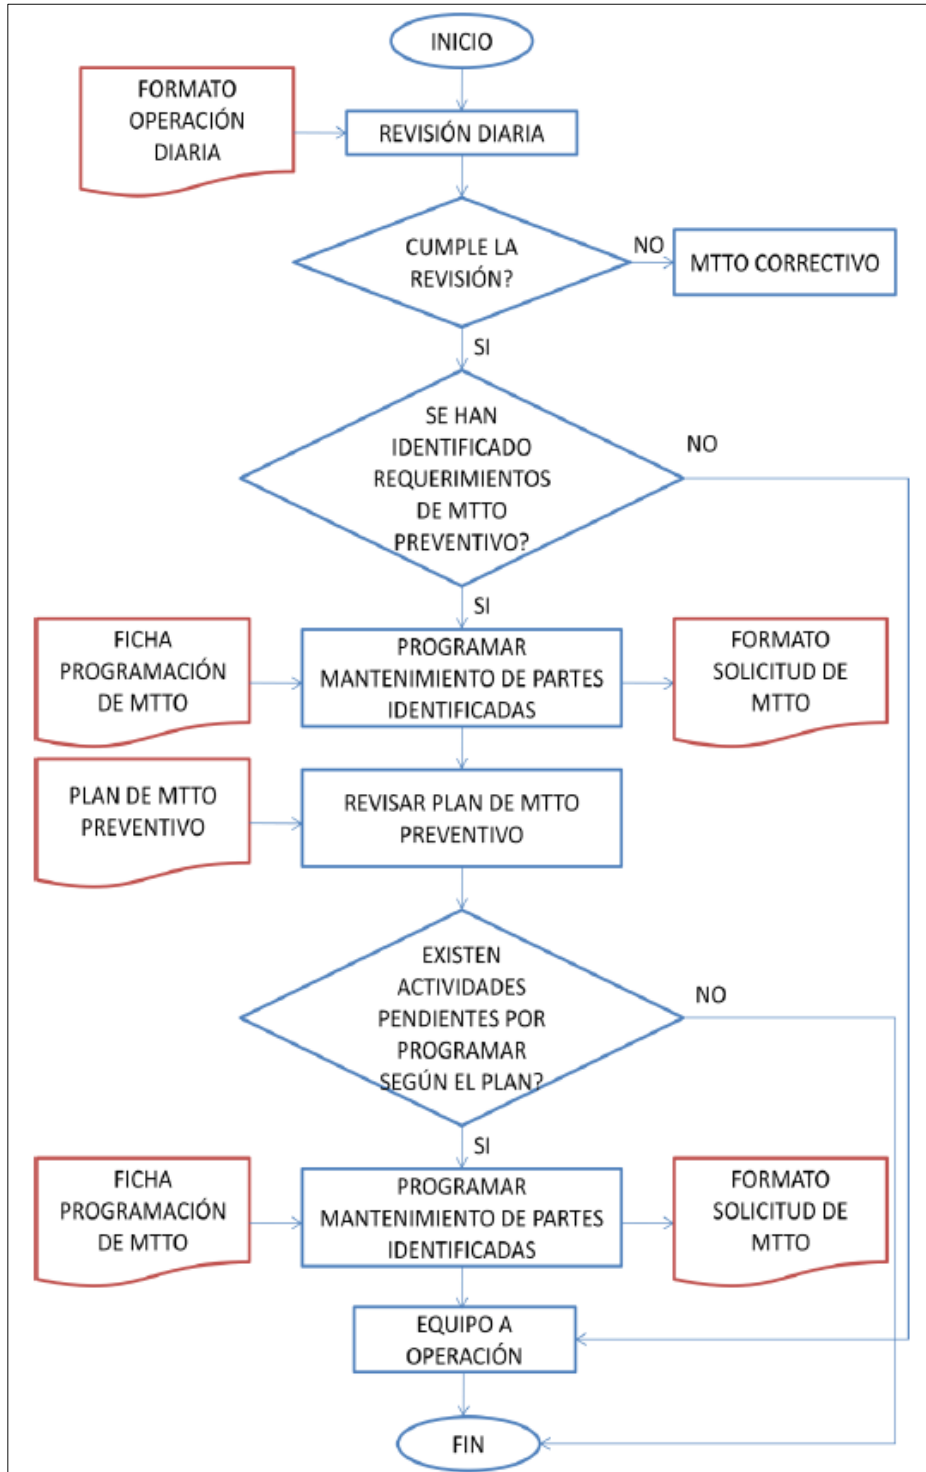 INICIO
FORMATO
OPERACIÓN
DIARIA
REVISIÓN DIARIA
CUMPLE LA
REVISIÓN?
NO
MTTO CORRECTIVO
SI
SE HAN
IDENTIFICADO
REQUERIMIENTOS
DE MTTO
PREVENTIVO?
NO
SI
FICHA
PROGRAMACIÓN
DE MTTO
PROGRAMAR
MANTENIMIENTO DE PARTES
IDENTIFICADAS
FORMATO
SOLICITUD DE
MTTO
PLAN DE MTTO
PREVENTIVO
REVISAR PLAN DE MTTO
PREVENTIVO
EXISTEN
ACTIVIDADES
PENDIENTES POR
PROGRAMAR
SEGÚN EL PLAN?
NO
SI
FICHA
PROGRAMACIÓN
DE MTTO
PROGRAMAR
MANTENIMIENTO DE PARTES
IDENTIFICADAS
FORMATO
SOLICITUD DE
MTTO
EQUIPO A
OPERACIÓN
FIN